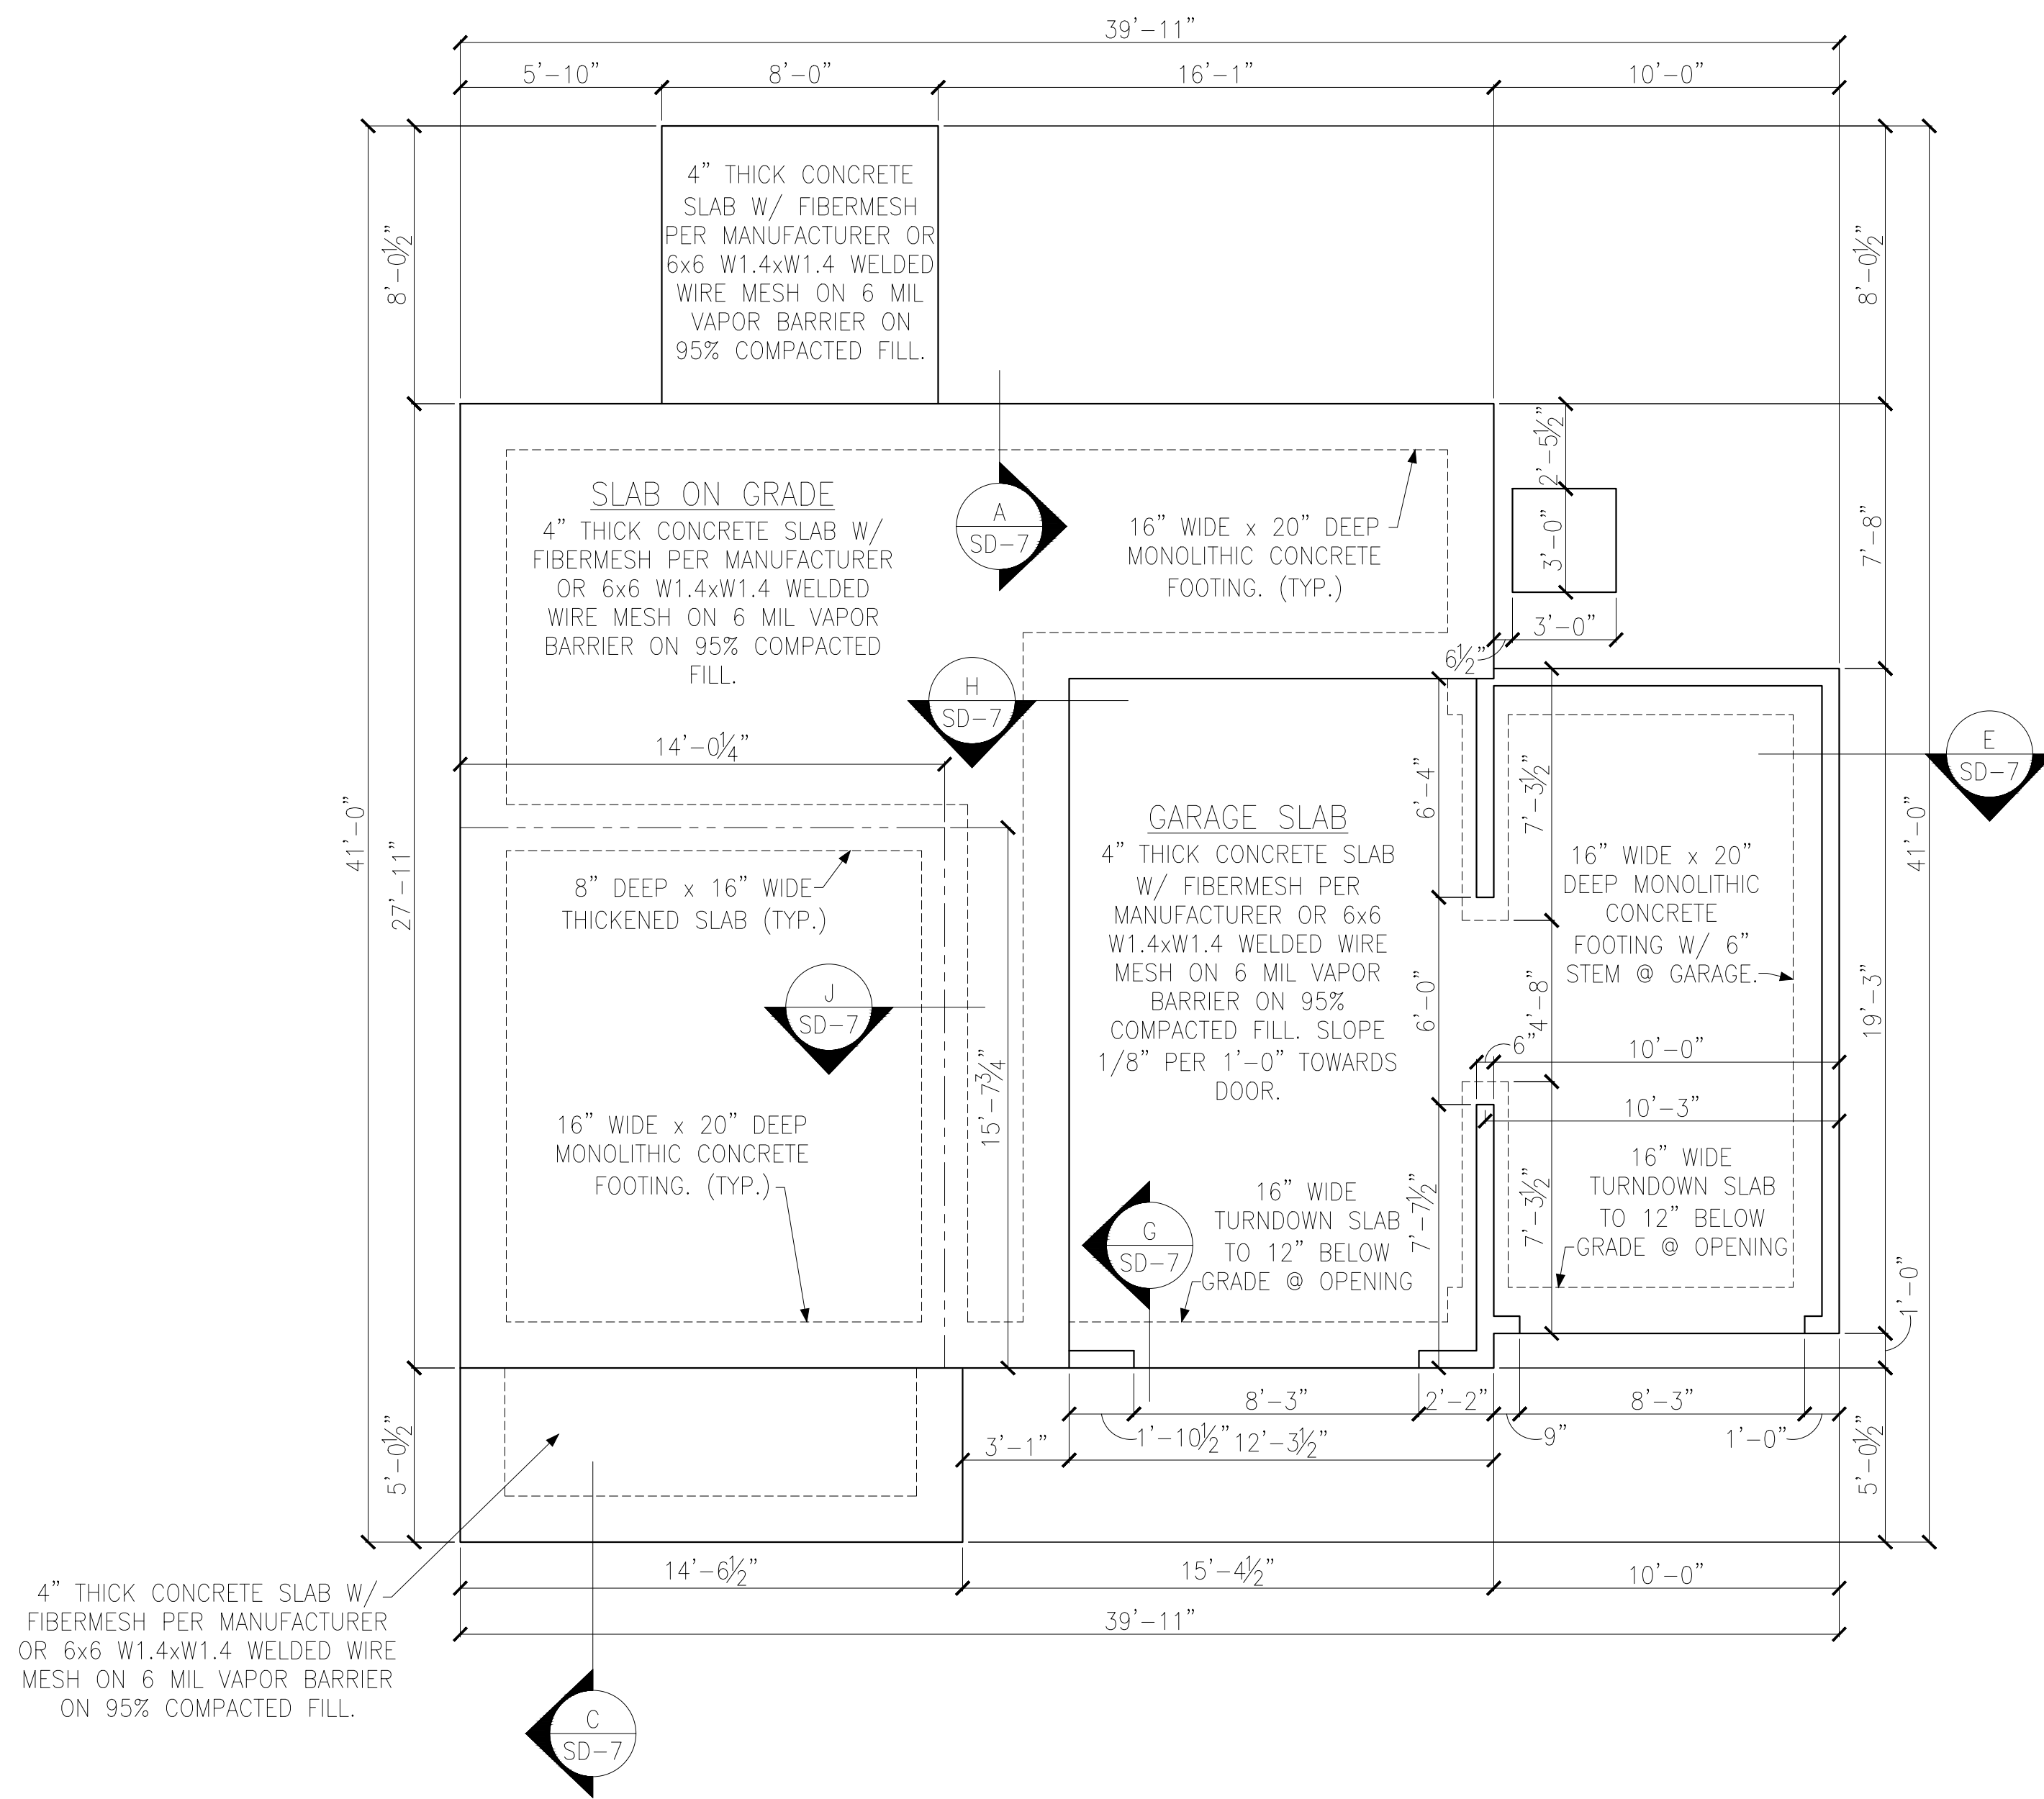 39'-11"
5'-10"
8'-0"
16'-1"
10'-0"
4" THICK CONCRETE
SLAB W/ FIBERMESH
PER MANUFACTURER OR
6x6 W1.4xW1.4 WELDED
WIRE MESH ON 6 MIL
VAPOR BARRIER ON
95% COMPACTED FILL.
8'-0½"
8'-0½"
2'-5½"
3'-0"
7'-8"
3'-0"
6½"
A
SD-7
SLAB ON GRADE
4" THICK CONCRETE SLAB W/
FIBERMESH PER MANUFACTURER
OR 6x6 W1.4xW1.4 WELDED
WIRE MESH ON 6 MIL VAPOR
BARRIER ON 95% COMPACTED
FILL.
16" WIDE x 20" DEEP
MONOLITHIC CONCRETE
FOOTING. (TYP.)
H
SD-7
E
SD-7
14'-0¼"
41'-0"
27'-11"
6'-4"
7'-3½"
41'-0"
GARAGE SLAB
4" THICK CONCRETE SLAB
W/ FIBERMESH PER
MANUFACTURER OR 6x6
W1.4xW1.4 WELDED WIRE
MESH ON 6 MIL VAPOR
BARRIER ON 95%
COMPACTED FILL. SLOPE
1/8" PER 1'-0" TOWARDS
DOOR.
16" WIDE x 20"
DEEP MONOLITHIC
CONCRETE
FOOTING W/ 6"
STEM @ GARAGE.
8" DEEP x 16" WIDE
THICKENED SLAB (TYP.)
J
SD-7
6'-0"
4'-8"
19'-3"
6"
10'-0"
10'-3"
15'-7¾"
16" WIDE x 20" DEEP
MONOLITHIC CONCRETE
FOOTING. (TYP.)
G
SD-7
16" WIDE
TURNDOWN SLAB
TO 12" BELOW
GRADE @ OPENING
7'-7½"
7'-3½"
16" WIDE
TURNDOWN SLAB
TO 12" BELOW
GRADE @ OPENING
1'-0"
8'-3"
2'-2"
8'-3"
1'-10½"
12'-3½"
9"
1'-0"
3'-1"
5'-0½"
5'-0½"
14'-6½"
15'-4½"
10'-0"
39'-11"
4" THICK CONCRETE SLAB W/
FIBERMESH PER MANUFACTURER
OR 6x6 W1.4xW1.4 WELDED WIRE
MESH ON 6 MIL VAPOR BARRIER
ON 95% COMPACTED FILL.
C
SD-7